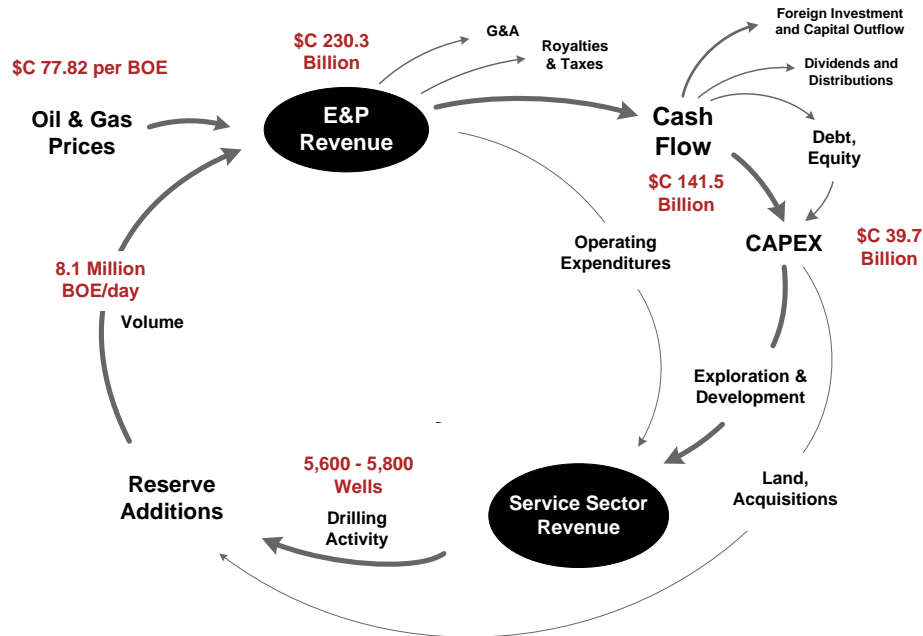 Foreign Investment
and Capital Outflow
G&A
$C 230.3
Billion
Royalties
& Taxes
$C 77.82 per BOE
Dividends and
Distributions
Oil & Gas
Prices
E&P
Revenue
Cash
Flow
Debt,
Equity
$C 141.5
Billion
CAPEX
$C 39.7
Billion
Operating
Expenditures
8.1 Million
BOE/day
Volume
Exploration &
Development
5,600 - 5,800
Wells
Reserve
Additions
Drilling
Activity
Service Sector
Revenue
Land,
Acquisitions